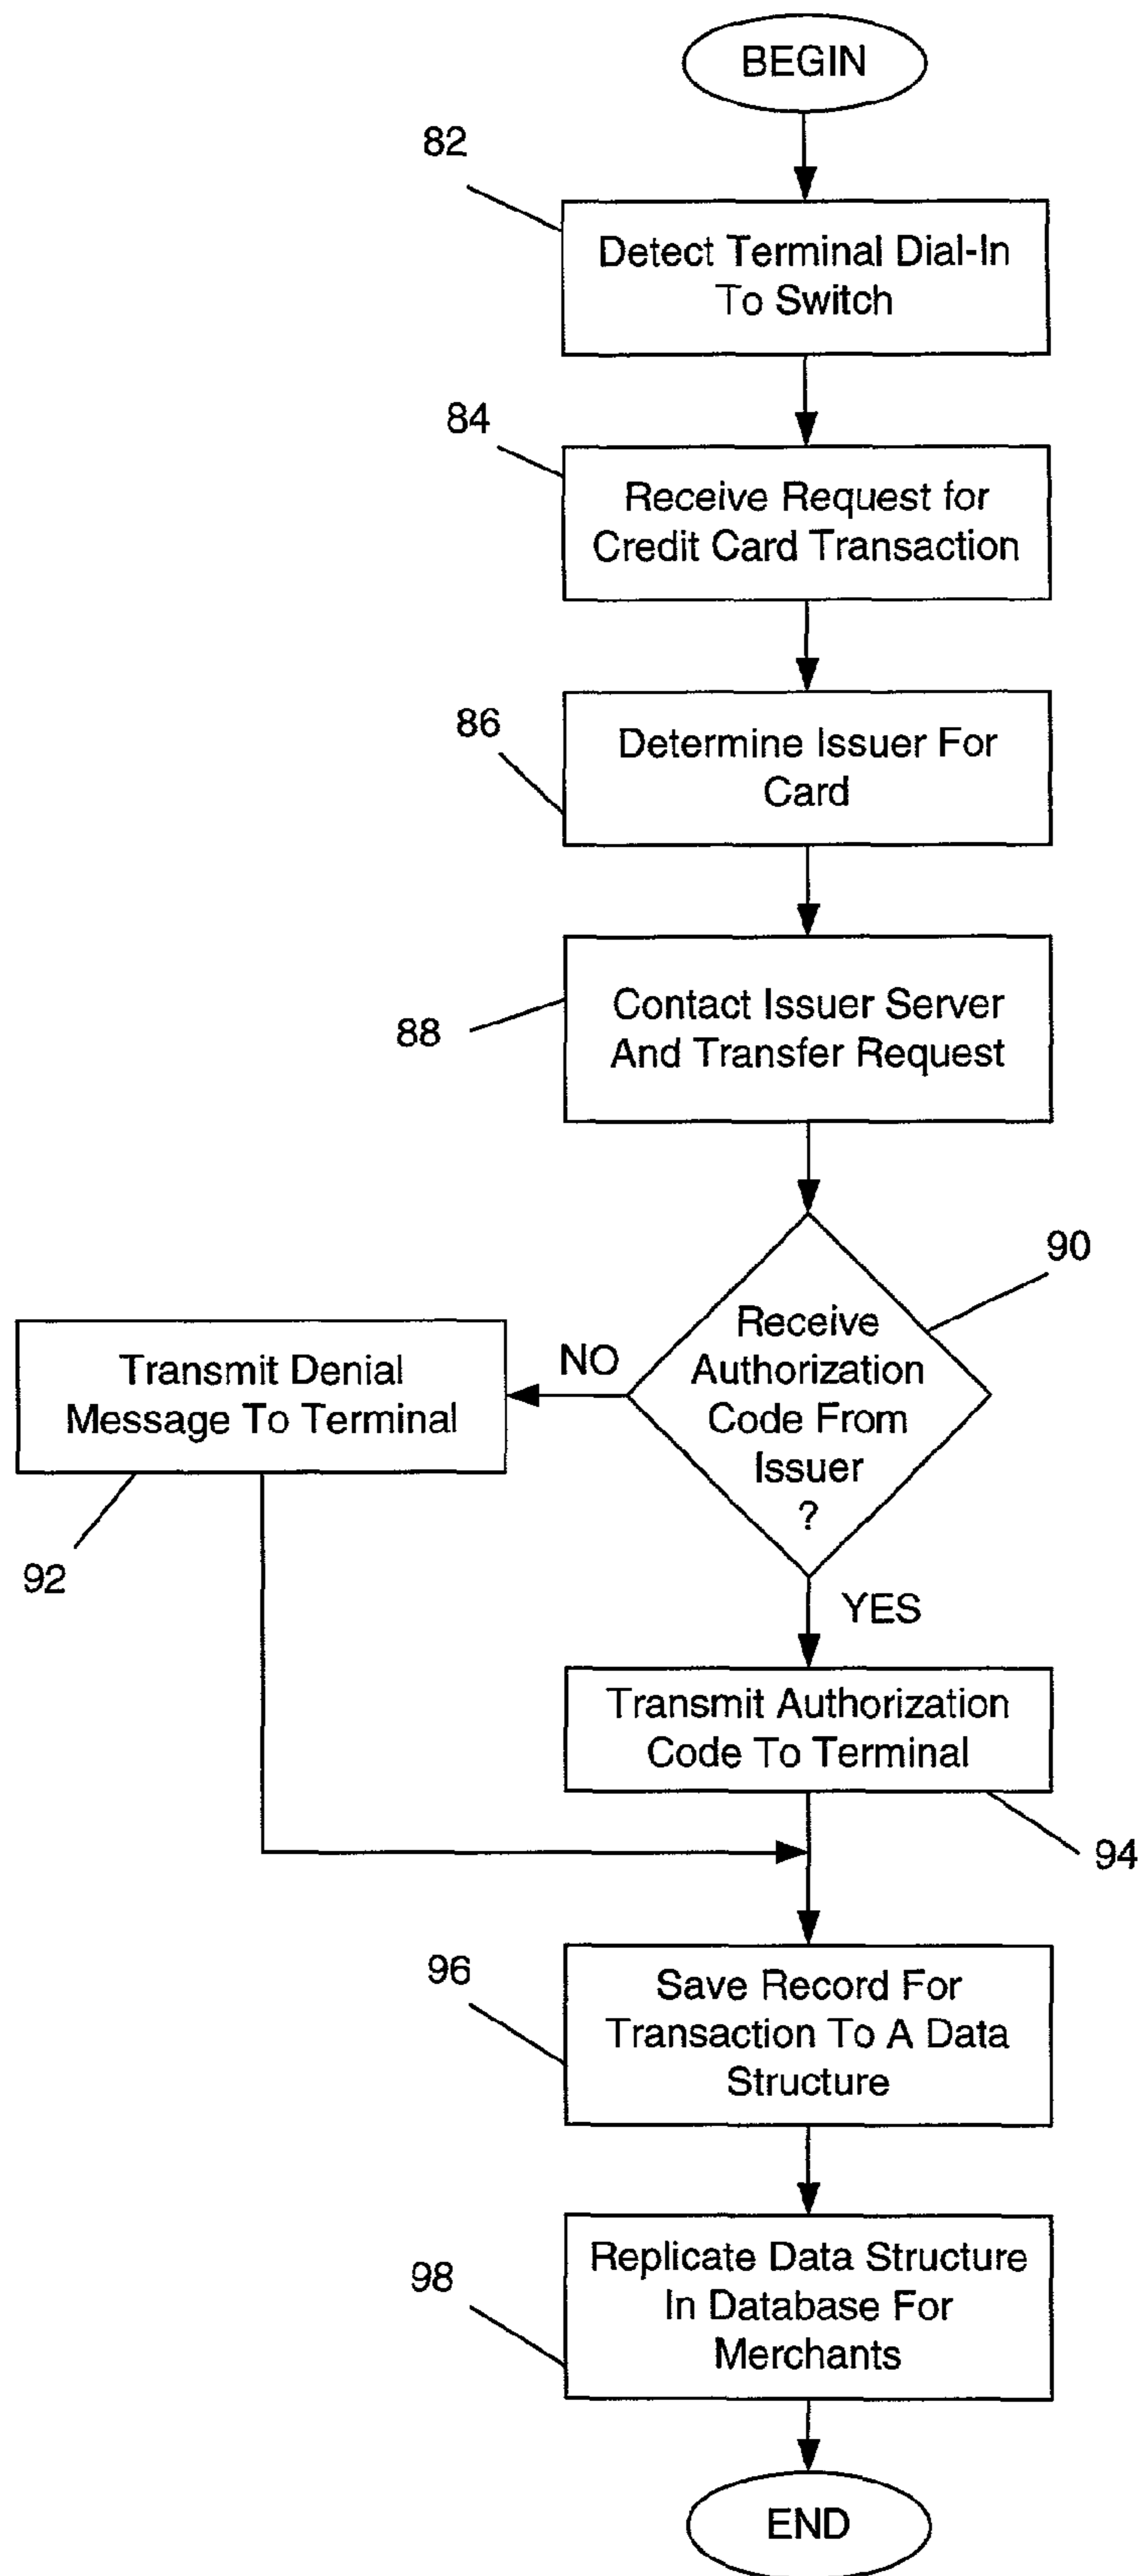 BEGIN
82
Detect Terminal Dial-In
To Switch
84
Receive Request for
Credit Card Transaction
86
Determine Issuer For
Card
88
Contact Issuer Server
And Transfer Request
90
Receive
Authorization
Code From
Issuer
?
NO
Transmit Denial
Message To Terminal
92
YES
Transmit Authorization
Code To Terminal
94
96
Save Record For
Transaction To A Data
Structure
98
Replicate Data Structure
In Database For
Merchants
END